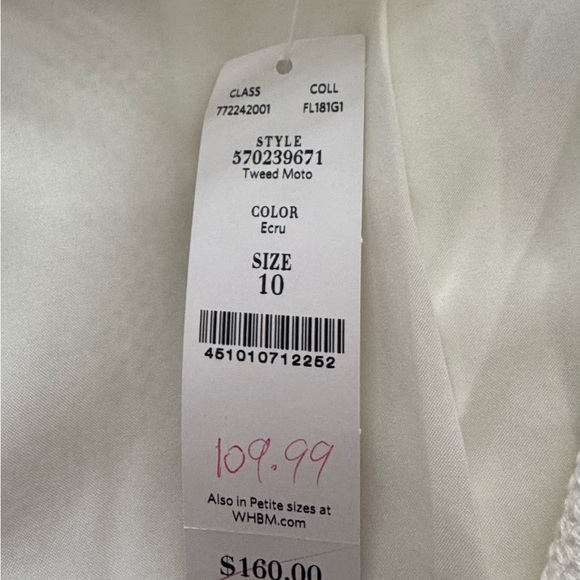 CLASS COLL
772242001 FL181G1
STYLE
570239671
Tweed Moto
COLOR
Ecru
SIZE
10
451010712252
109.99
Also in Petite sizes at
WHBM.com
$160.00